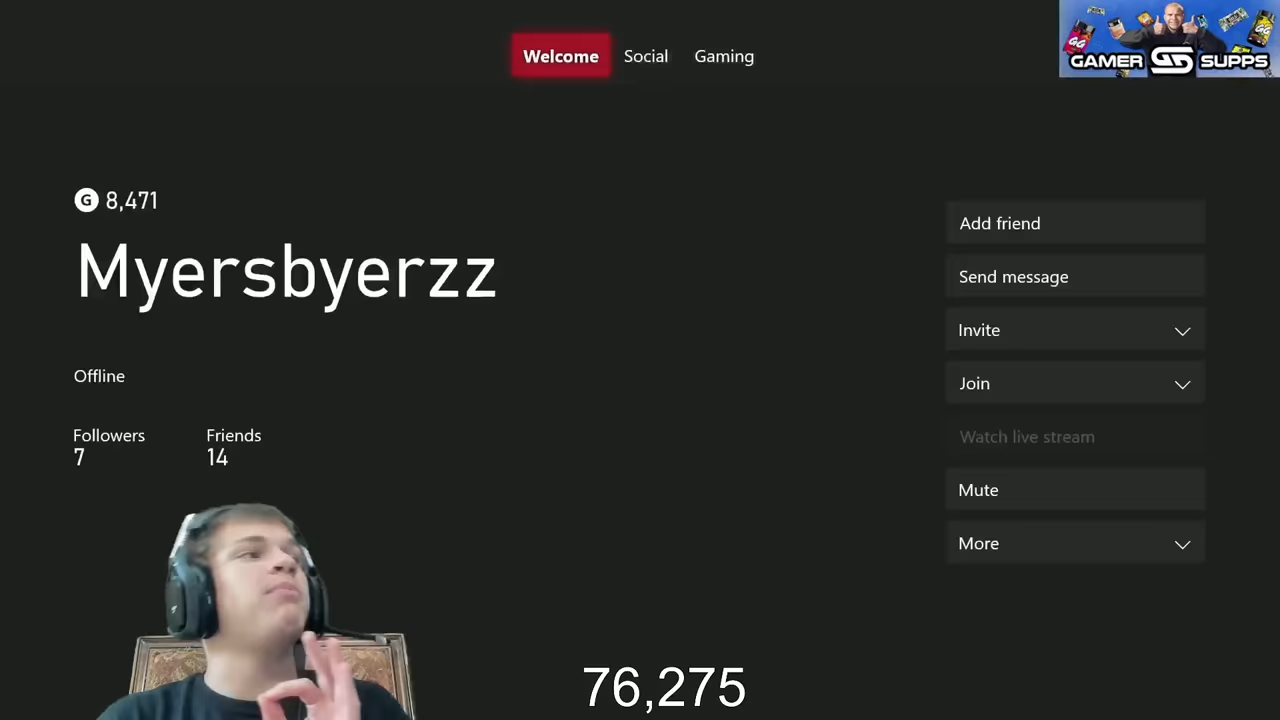 Welcome Social Gaming
GAMER GG SUPPS
G 8,471
Myersbyerzz
Offline
Followers Friends
7 14
Add friend
Send message
Invite
Join
Watch live stream
Mute
More
76,275